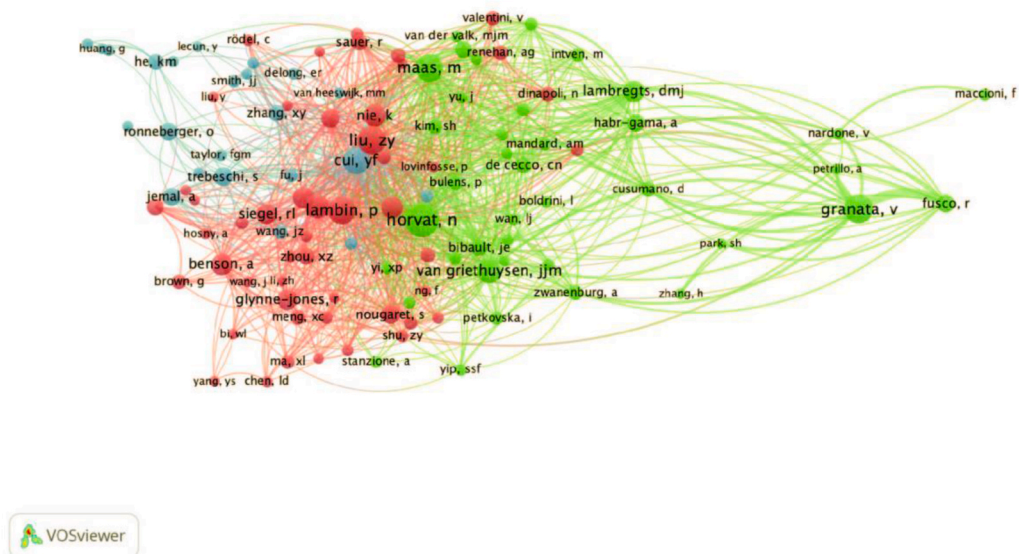 valentini, v
van der valk, mjm
huang, g
lecun, y
rödel, c
sauer, r
renehan, ag
intven, m
he, km
maas, m
smith, jj
delong, er
van heeswijk, mm
yu, j
dinapoli, n
lambregts, dmj
maccioni, f
liu, y
zhang, xy
nie, k
kim, sh
habr-gama, a
ronneberger, o
liu, zy
mandard, am
nardone, v
taylor, fgm
cui, yf
lovinfosse, p
de cecco, cn
petrillo, a
trebeschi, s
fu, j
bulens, p
cusumano, d
jemal, a
siegel, rl
lambin, p
horvat, n
boldrini, l
wan, lj
granata, v
fusco, r
hosny, a
wang, jz
bibault, je
park, sh
benson, a
zhou, xz
yi, xp
van griethuysen, jjm
brown, g
wang, j
li, zh
ng, f
zwanenburg, a
zhang, h
glynne-jones, r
meng, xc
nougaret, s
petkovska, i
bi, wl
shu, zy
ma, xl
stanzione, a
yip, ssf
yang, ys
chen, ld
VOSviewer